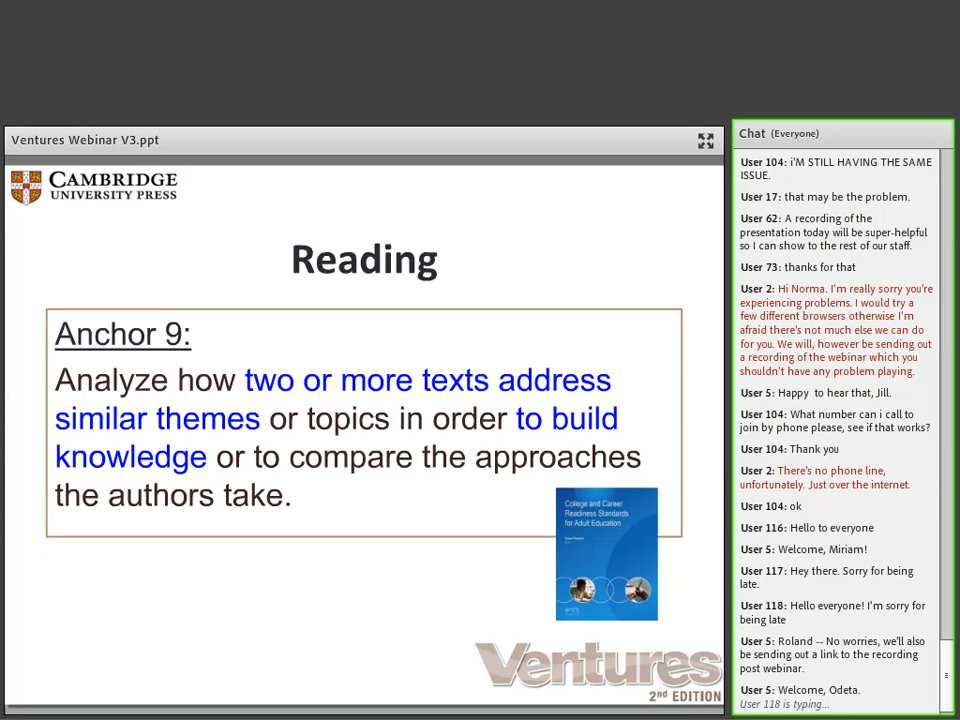 Ventures Webinar V3.ppt
CAMBRIDGE
UNIVERSITY PRESS
Reading
Anchor 9:
Analyze how two or more texts address
similar themes or topics in order to build
knowledge or to compare the approaches
the authors take.
College and Career
Readiness Standards
for Adult Education
Ventures
2nd EDITION
Chat (Everyone)
User 104: i'M STILL HAVING THE SAME
ISSUE.
User 17: that may be the problem.
User 62: A recording of the
presentation today will be super-helpful
so I can show to the rest of our staff.
User 73: thanks for that
User 2: Hi Norma. I'm really sorry you're
experiencing problems. I would try a
few different browsers otherwise I'm
afraid there's not much else we can do
for you. We will, however be sending out
a recording of the webinar which you
shouldn't have any problem playing.
User 5: Happy to hear that, Jill.
User 104: What number can i call to
join by phone please, see if that works?
User 104: Thank you
User 2: There's no phone line,
unfortunately. Just over the internet.
User 104: ok
User 116: Hello to everyone
User 5: Welcome, Miriam!
User 117: Hey there. Sorry for being
late.
User 118: Hello everyone! I'm sorry for
being late
User 5: Roland -- No worries, we'll also
be sending out a link to the recording
post webinar.
User 5: Welcome, Odeta.
User 118 is typing...